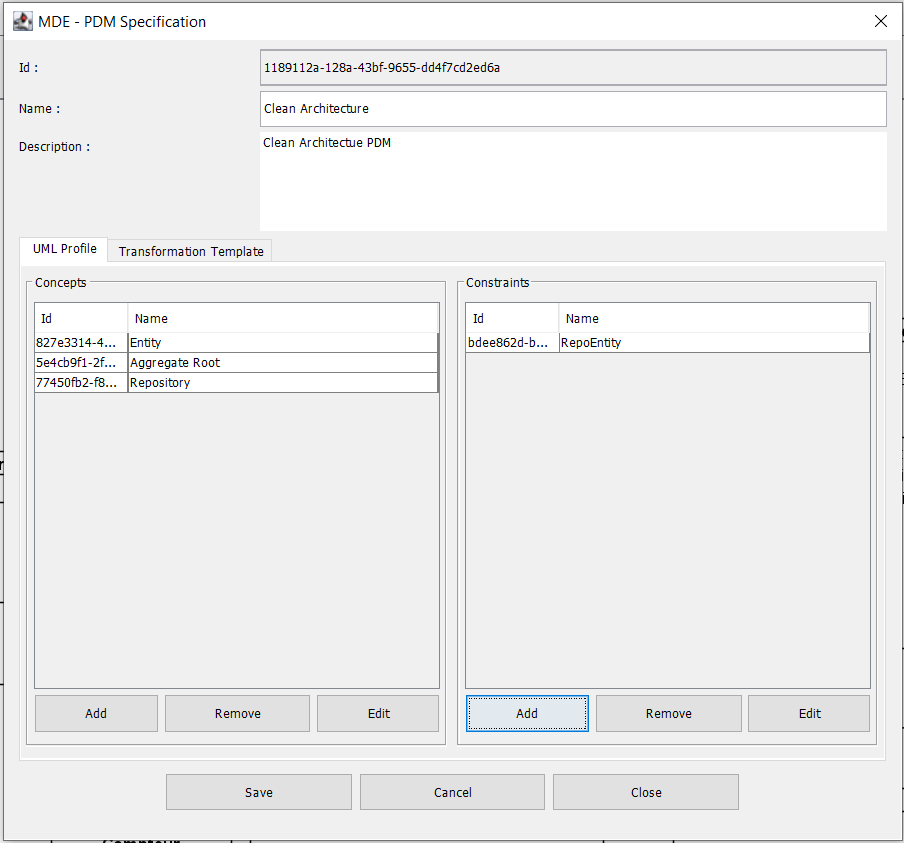 MDE - PDM Specification
Id :
1189112a-128a-43bf-9655-dd4f7cd2ed6a
Name :
Clean Architecture
Description :
Clean Architectue PDM
UML Profile
Transformation Template
Concepts
Id Name
827e3314-4... Entity
5e4cb9f1-2f... Aggregate Root
77450fb2-f8... Repository
Add Remove Edit
Constraints
Id Name
bdee862d-b... RepoEntity
Add Remove Edit
Save Cancel Close